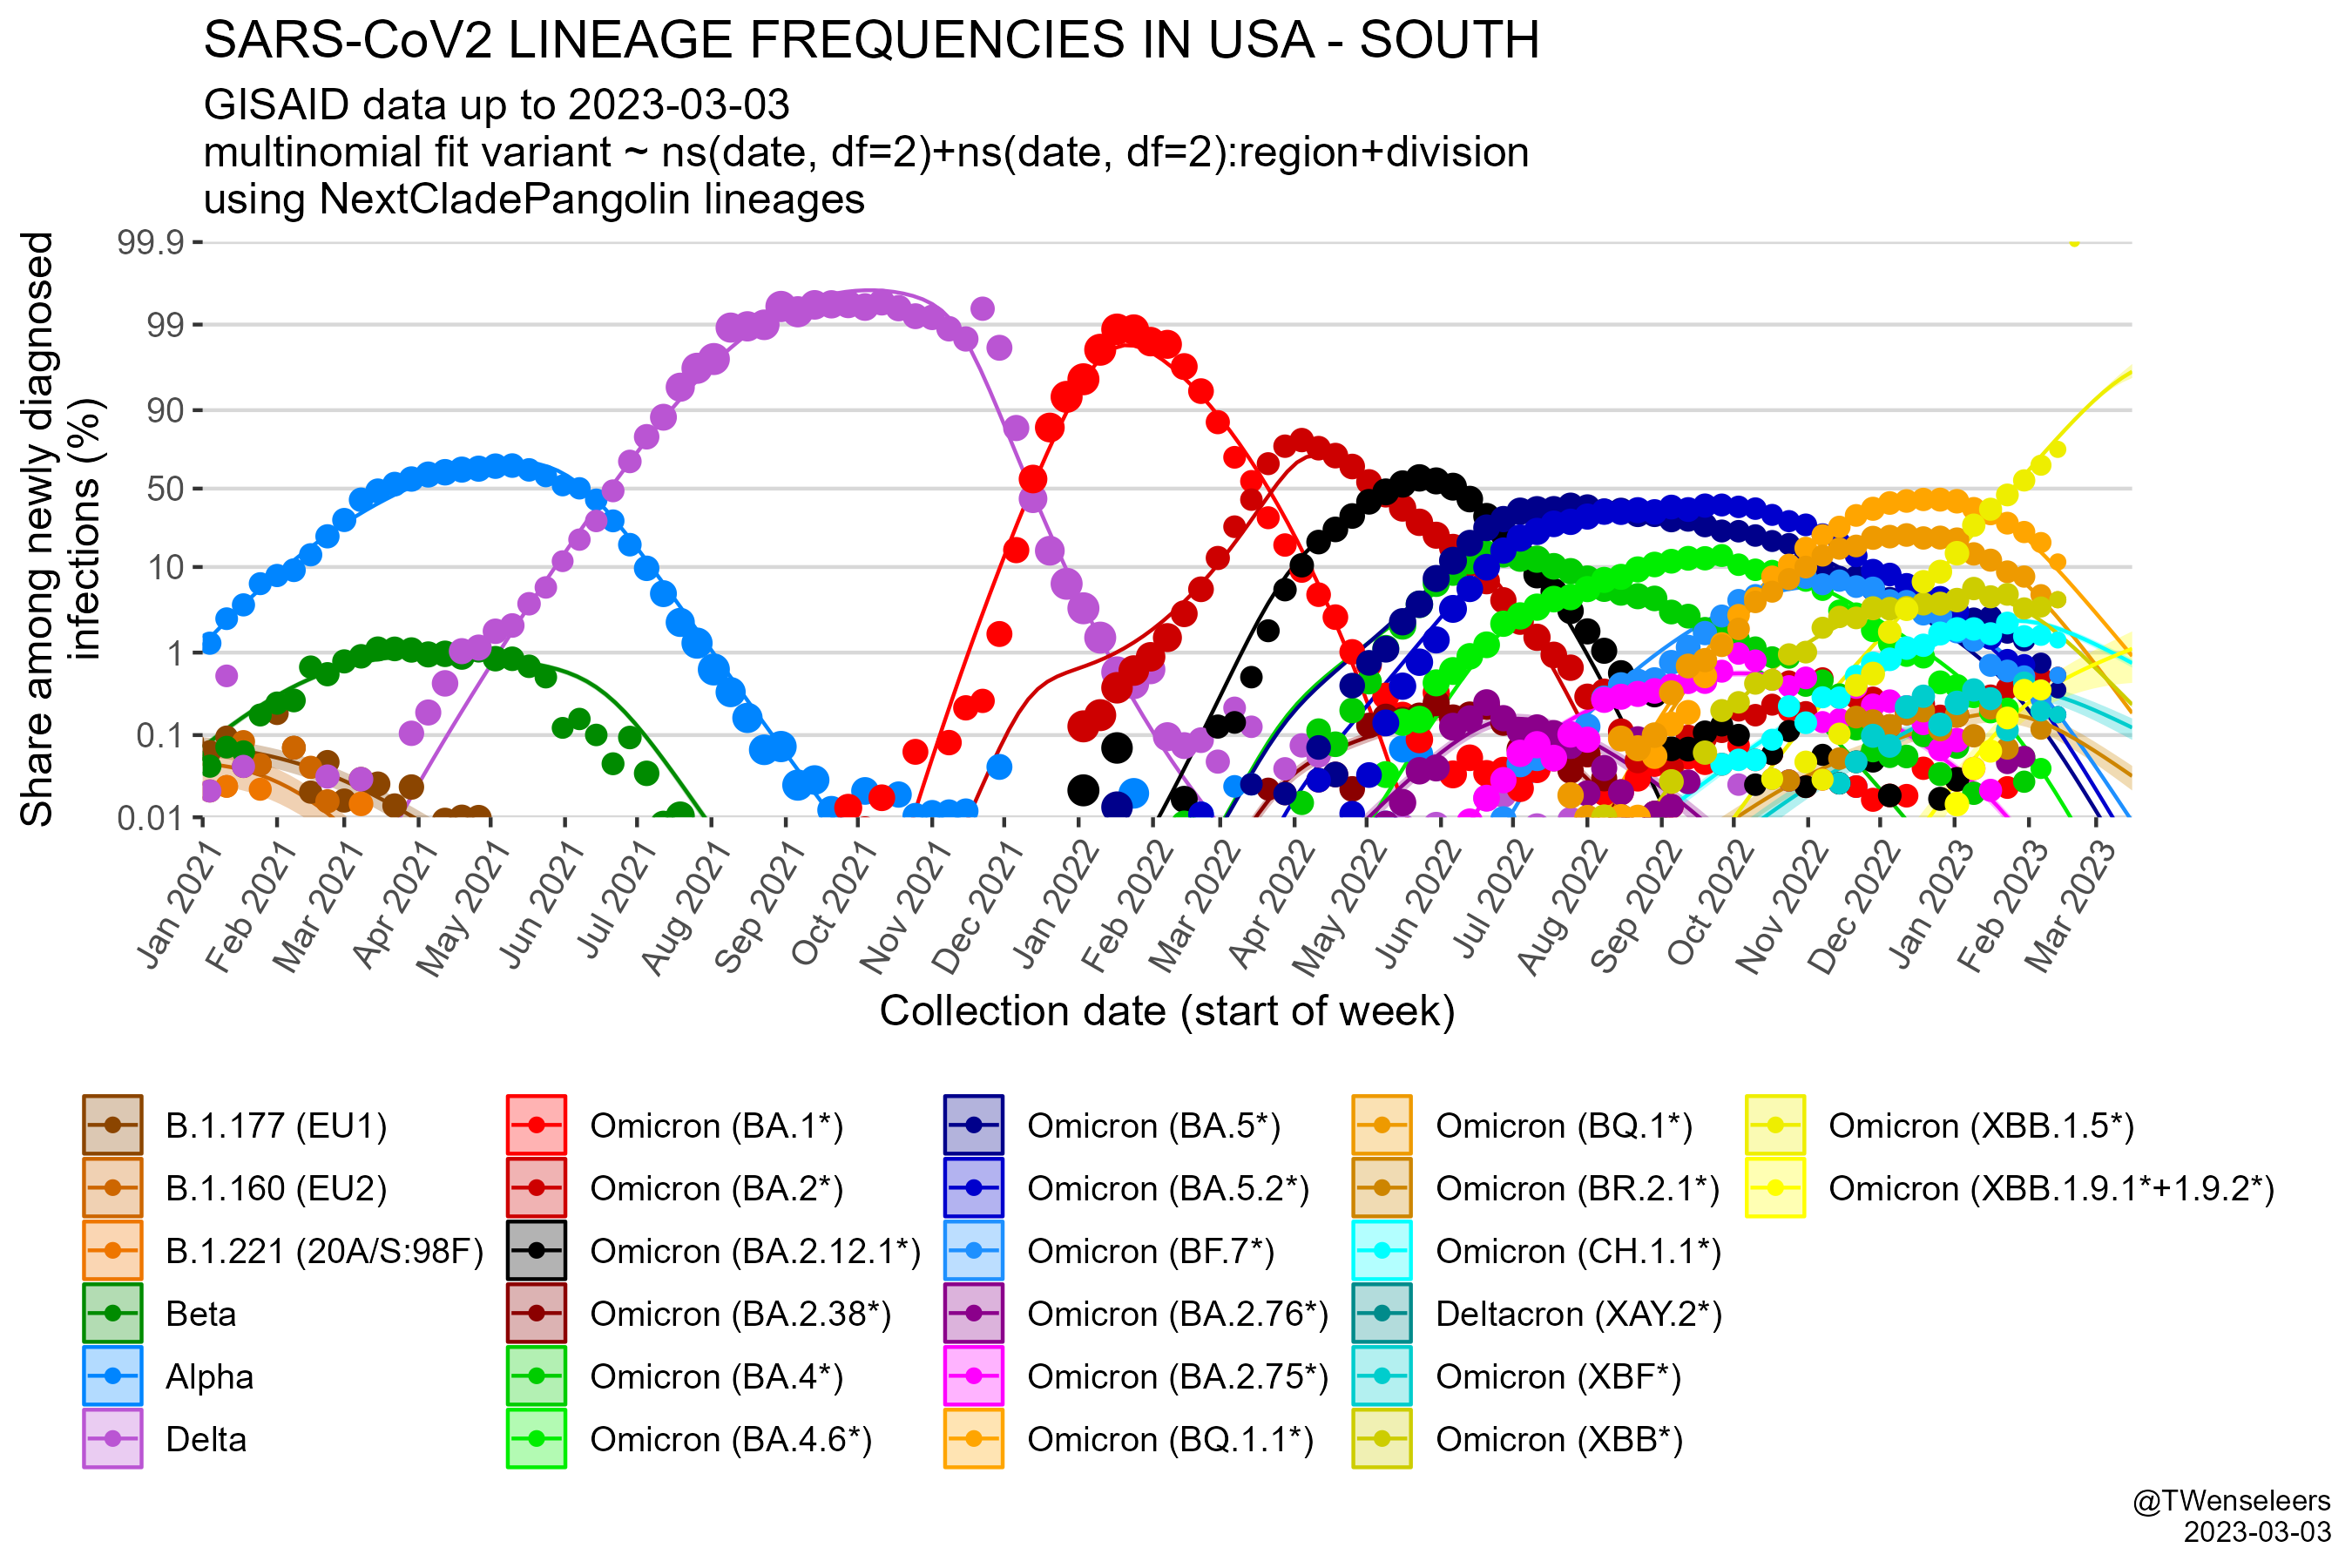 SARS-CoV2 LINEAGE FREQUENCIES IN USA - SOUTH
GISAID data up to 2023-03-03
multinomial fit variant ~ ns(date, df=2)+ns(date, df=2):region+division
using NextCladePangolin lineages
Share among newly diagnosed
infections (%)
99.9
99
90
50
10
1
0.1
0.01
Jan 2021
Feb 2021
Mar 2021
Apr 2021
May 2021
Jun 2021
Jul 2021
Aug 2021
Sep 2021
Oct 2021
Nov 2021
Dec 2021
Jan 2022
Feb 2022
Mar 2022
Apr 2022
May 2022
Jun 2022
Jul 2022
Aug 2022
Sep 2022
Oct 2022
Nov 2022
Dec 2022
Jan 2023
Feb 2023
Mar 2023
Collection date (start of week)
B.1.177 (EU1)
B.1.160 (EU2)
B.1.221 (20A/S:98F)
Beta
Alpha
Delta
Omicron (BA.1*)
Omicron (BA.2*)
Omicron (BA.2.12.1*)
Omicron (BA.2.38*)
Omicron (BA.4*)
Omicron (BA.4.6*)
Omicron (BA.5*)
Omicron (BA.5.2*)
Omicron (BF.7*)
Omicron (BA.2.76*)
Omicron (BA.2.75*)
Omicron (BQ.1.1*)
Omicron (BQ.1*)
Omicron (BR.2.1*)
Omicron (CH.1.1*)
Deltacron (XAY.2*)
Omicron (XBF*)
Omicron (XBB*)
Omicron (XBB.1.5*)
Omicron (XBB.1.9.1*+1.9.2*)
@TWenseleers
2023-03-03